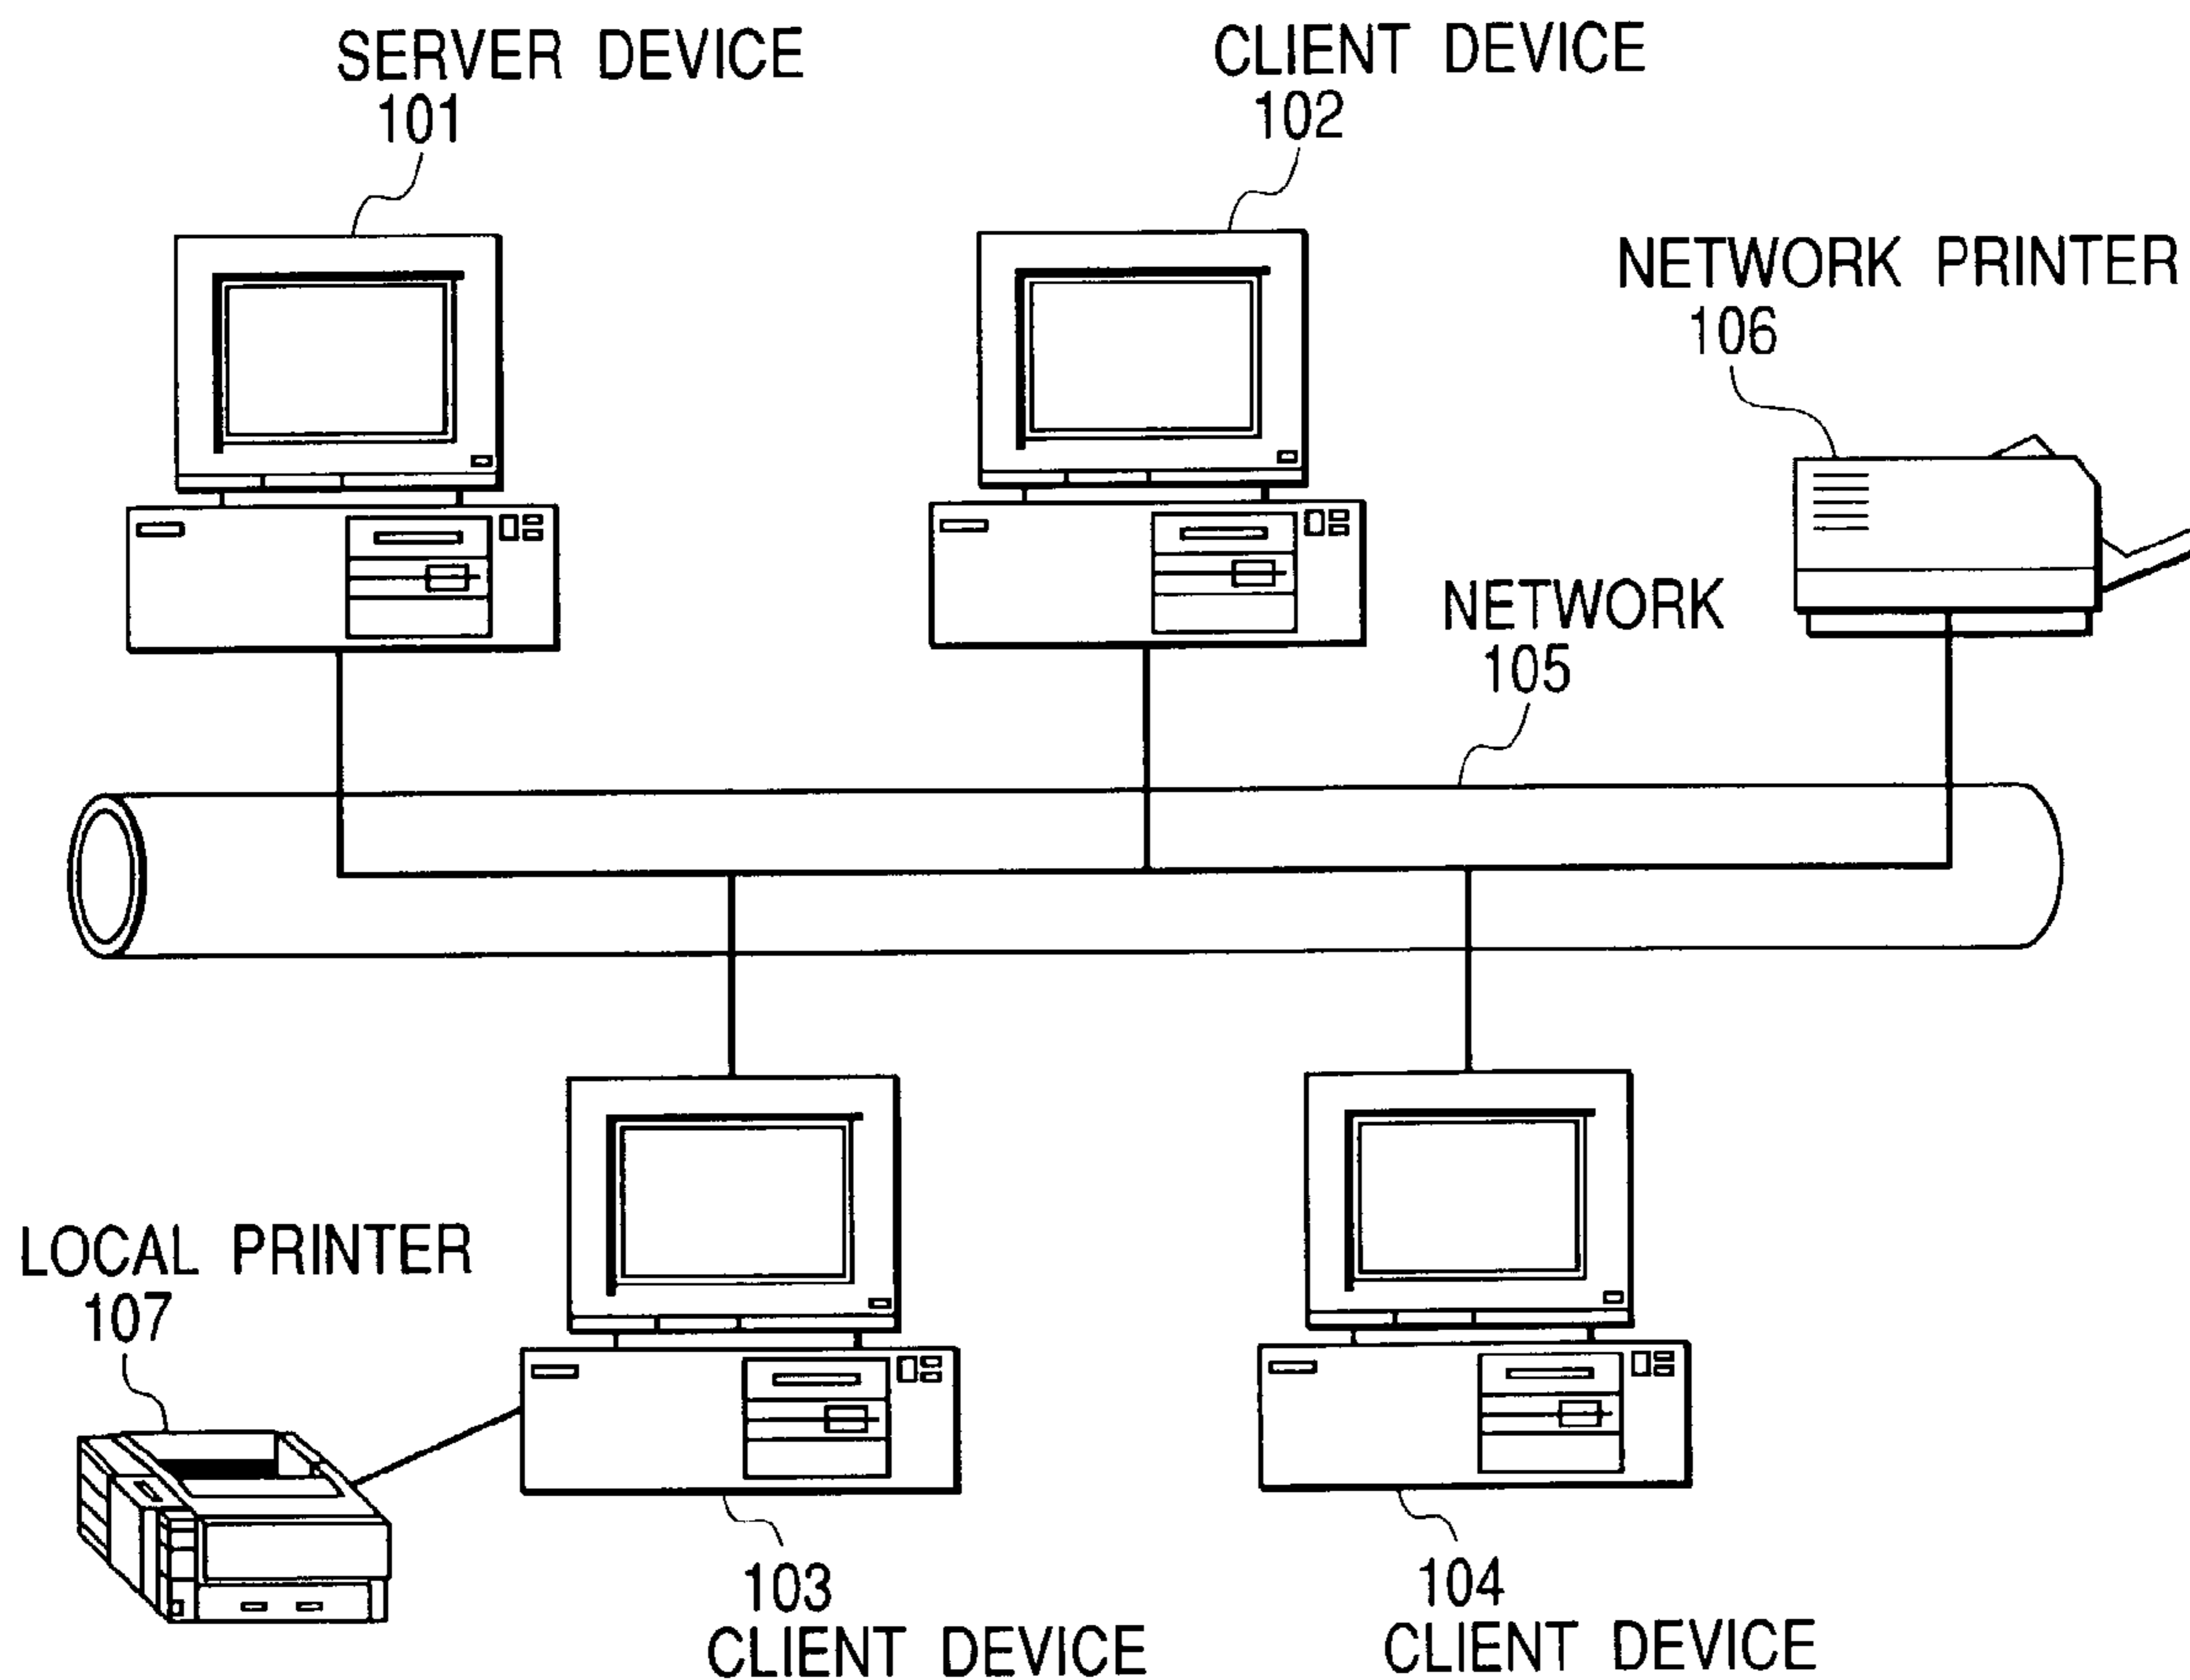 SERVER DEVICE
101
CLIENT DEVICE
102
NETWORK PRINTER
106
NETWORK
105
LOCAL PRINTER
107
103
CLIENT DEVICE
104
CLIENT DEVICE